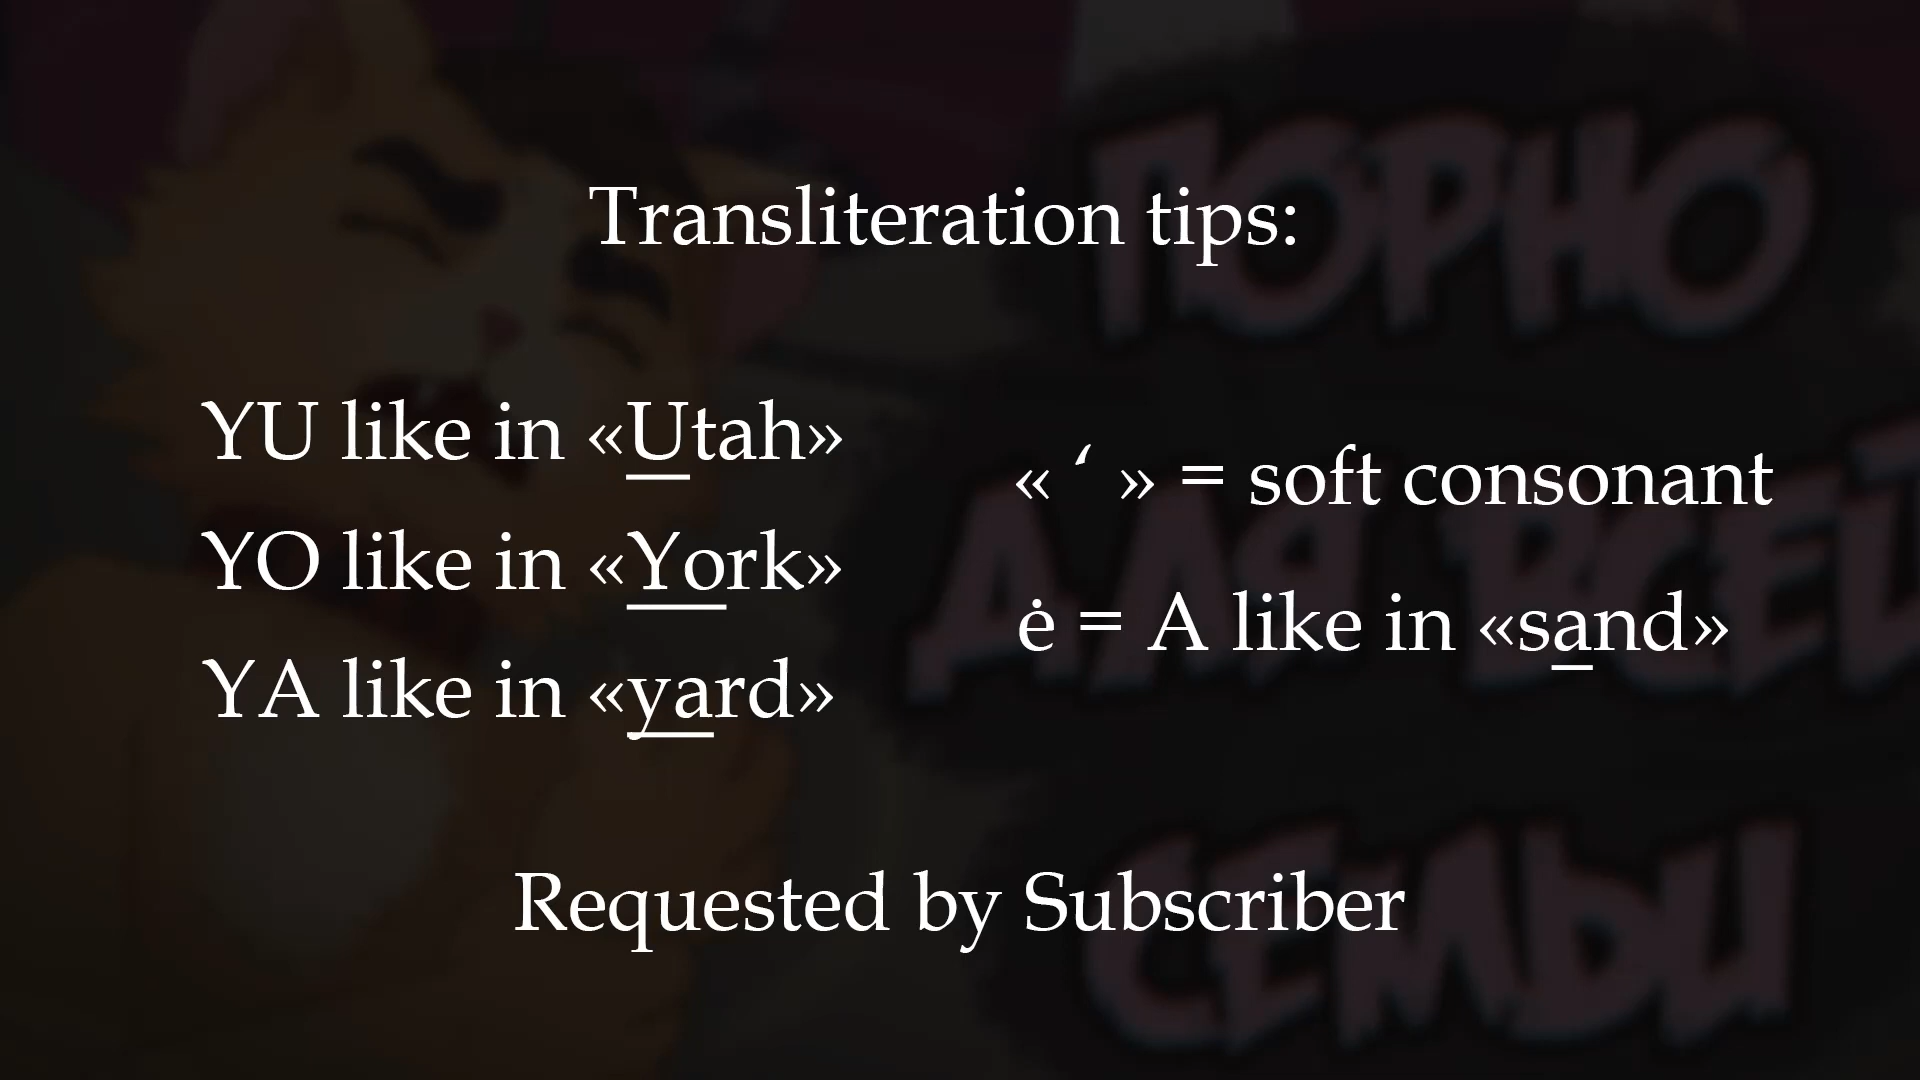 Transliteration tips:
YU like in «Utah»
YO like in «York»
YA like in «yard»
« ‘ » = soft consonant
ė = A like in «sand»
Requested by Subscriber
ПОРНО
ДЛЯ ВСЕЙ
СЕМЬИ